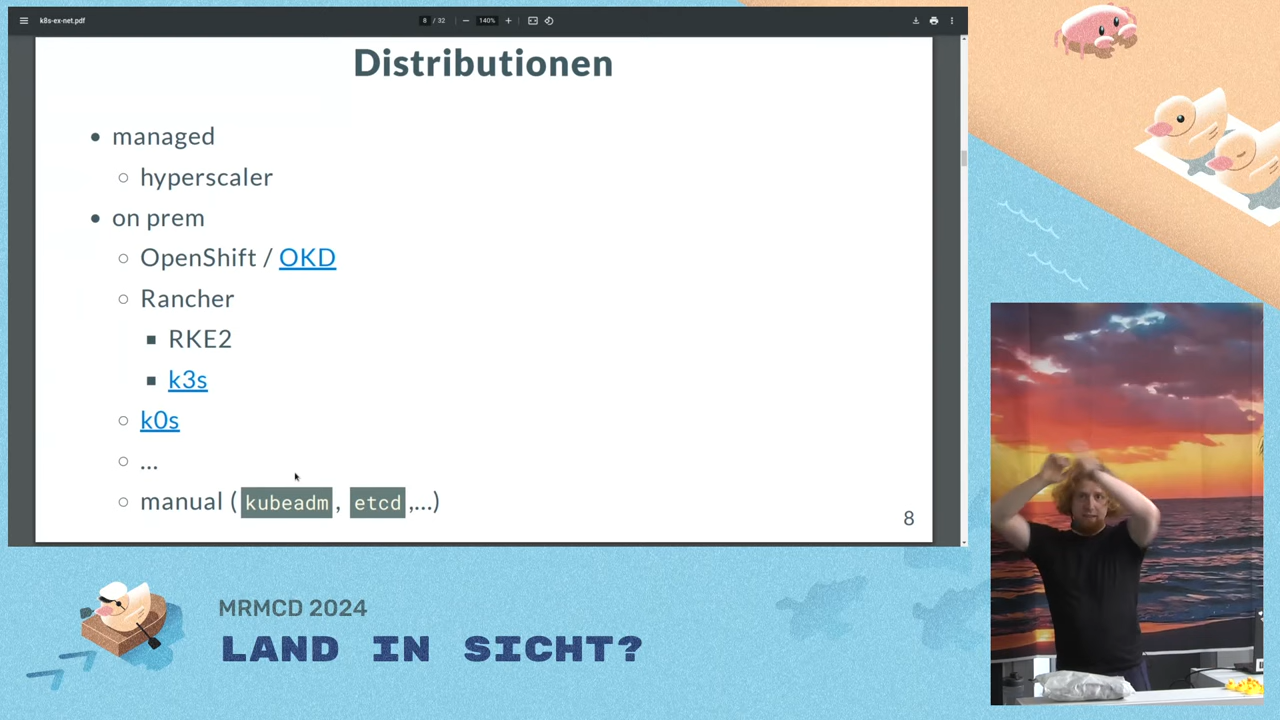 k8s-ex-net.pdf
8 / 32
140%
Distributionen
managed
hyperscaler
on prem
OpenShift / OKD
Rancher
RKE2
k3s
k0s
...
manual (kubeadm, etcd,...)
8
MRMCD 2024
LAND IN SICHT?